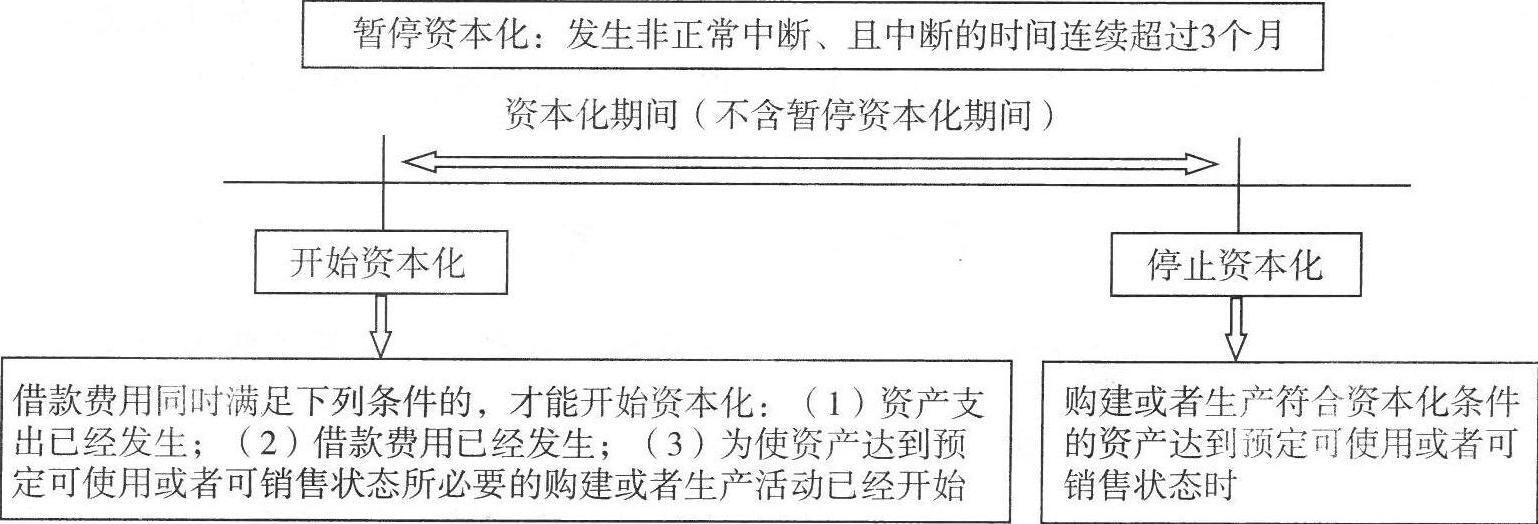 暂停资本化：发生非正常中断、且中断的时间连续超过3个月
资本化期间（不含暂停资本化期间）
开始资本化
停止资本化
借款费用同时满足下列条件的，才能开始资本化：（1）资产支
出已经发生；（2）借款费用已经发生；（3）为使资产达到预
定可使用或者可销售状态所必要的购建或者生产活动已经开始
购建或者生产符合资本化条件
的资产达到预定可使用或者可
销售状态时